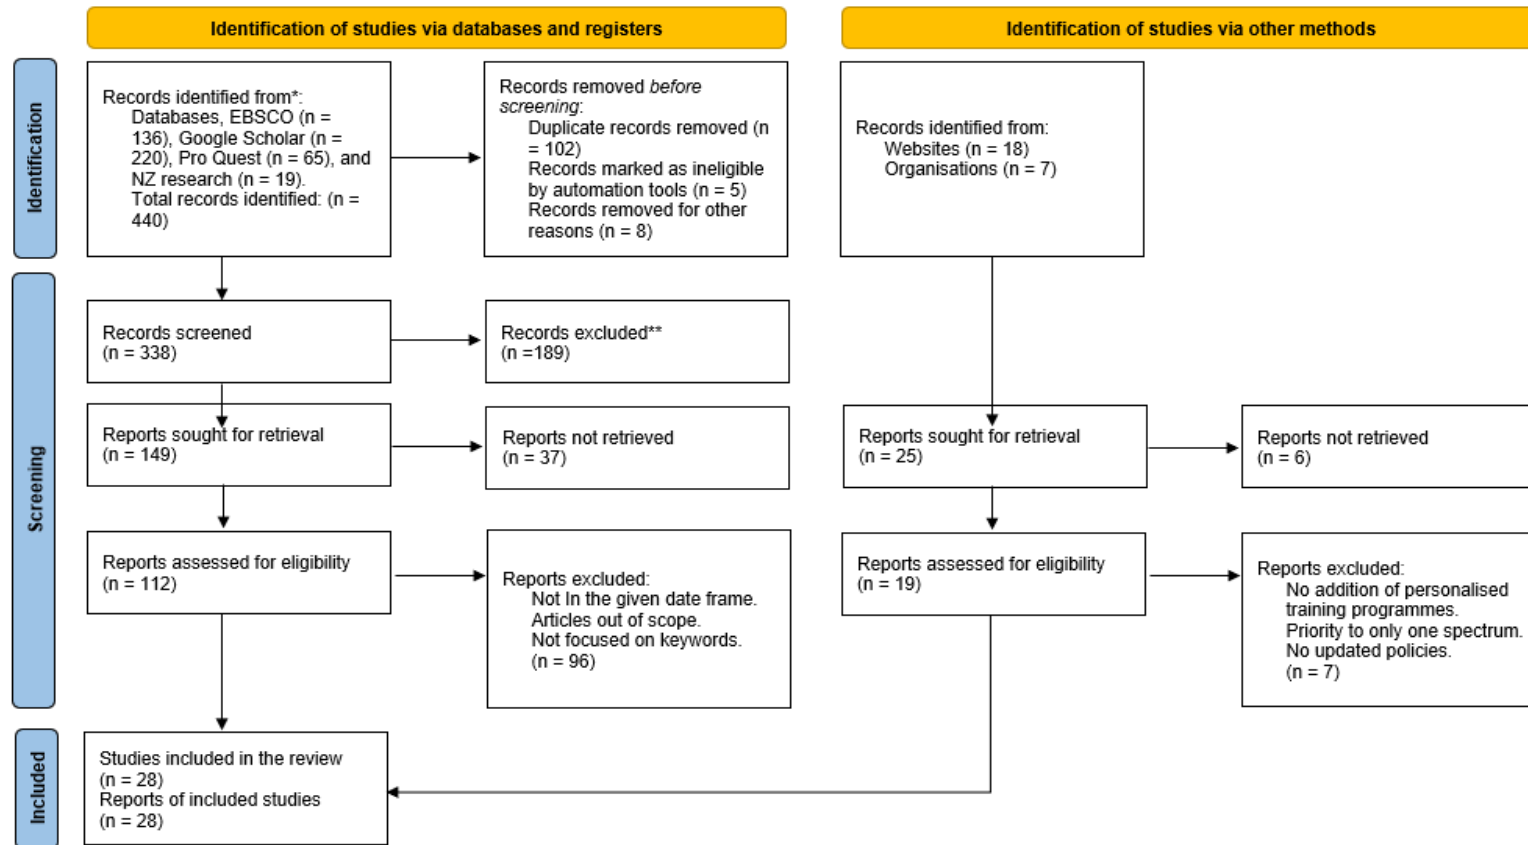 Identification of studies via databases and registers
Identification of studies via other methods
Identification
Records identified from*:
Databases, EBSCO (n =
136), Google Scholar (n =
220), Pro Quest (n = 65), and
NZ research (n = 19).
Total records identified: (n =
440)
Records removed before
screening:
Duplicate records removed (n
= 102)
Records marked as ineligible
by automation tools (n = 5)
Records removed for other
reasons (n = 8)
Records identified from:
Websites (n = 18)
Organisations (n = 7)
Screening
Records screened
(n = 338)
Records excluded**
(n =189)
Reports sought for retrieval
(n = 149)
Reports not retrieved
(n = 37)
Reports sought for retrieval
(n = 25)
Reports not retrieved
(n = 6)
Reports assessed for eligibility
(n = 112)
Reports excluded:
Not In the given date frame.
Articles out of scope.
Not focused on keywords.
(n = 96)
Reports assessed for eligibility
(n = 19)
Reports excluded:
No addition of personalised
training programmes.
Priority to only one spectrum.
No updated policies.
(n = 7)
Included
Studies included in the review
(n = 28)
Reports of included studies
(n = 28)